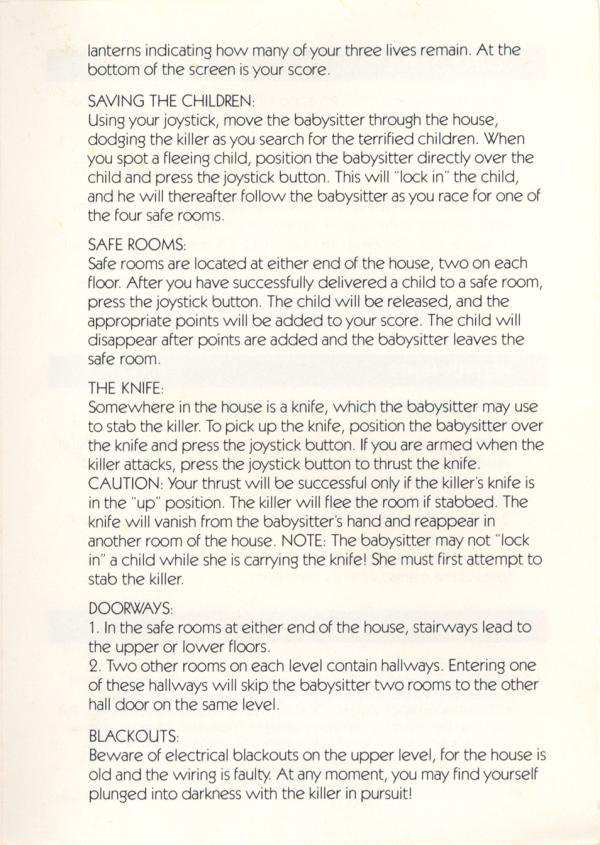 lanterns indicating how many of your three lives remain. At the
bottom of the screen is your score.
SAVING THE CHILDREN:
Using your joystick, move the babysitter through the house,
dodging the killer as you search for the terrified children. When
you spot a fleeing child, position the babysitter directly over the
child and press the joystick button. This will "lock in" the child,
and he will thereafter follow the babysitter as you race for one of
the four safe rooms.
SAFE ROOMS:
Safe rooms are located at either end of the house, two on each
floor. After you have successfully delivered a child to a safe room,
press the joystick button. The child will be released, and the
appropriate points will be added to your score. The child will
disappear after points are added and the babysitter leaves the
safe room.
THE KNIFE:
Somewhere in the house is a knife, which the babysitter may use
to stab the killer. To pick up the knife, position the babysitter over
the knife and press the joystick button. If you are armed when the
killer attacks, press the joystick button to thrust the knife.
CAUTION: Your thrust will be successful only if the killer's knife is
in the "up" position. The killer will flee the room if stabbed. The
knife will vanish from the babysitter's hand and reappear in
another room of the house. NOTE: The babysitter may not "lock
in" a child while she is carrying the knife! She must first attempt to
stab the killer.
DOORWAYS:
1. In the safe rooms at either end of the house, stairways lead to
the upper or lower floors.
2. Two other rooms on each level contain hallways. Entering one
of these hallways will skip the babysitter two rooms to the other
hall door on the same level.
BLACKOUTS:
Beware of electrical blackouts on the upper level, for the house is
old and the wiring is faulty. At any moment, you may find yourself
plunged into darkness with the killer in pursuit!